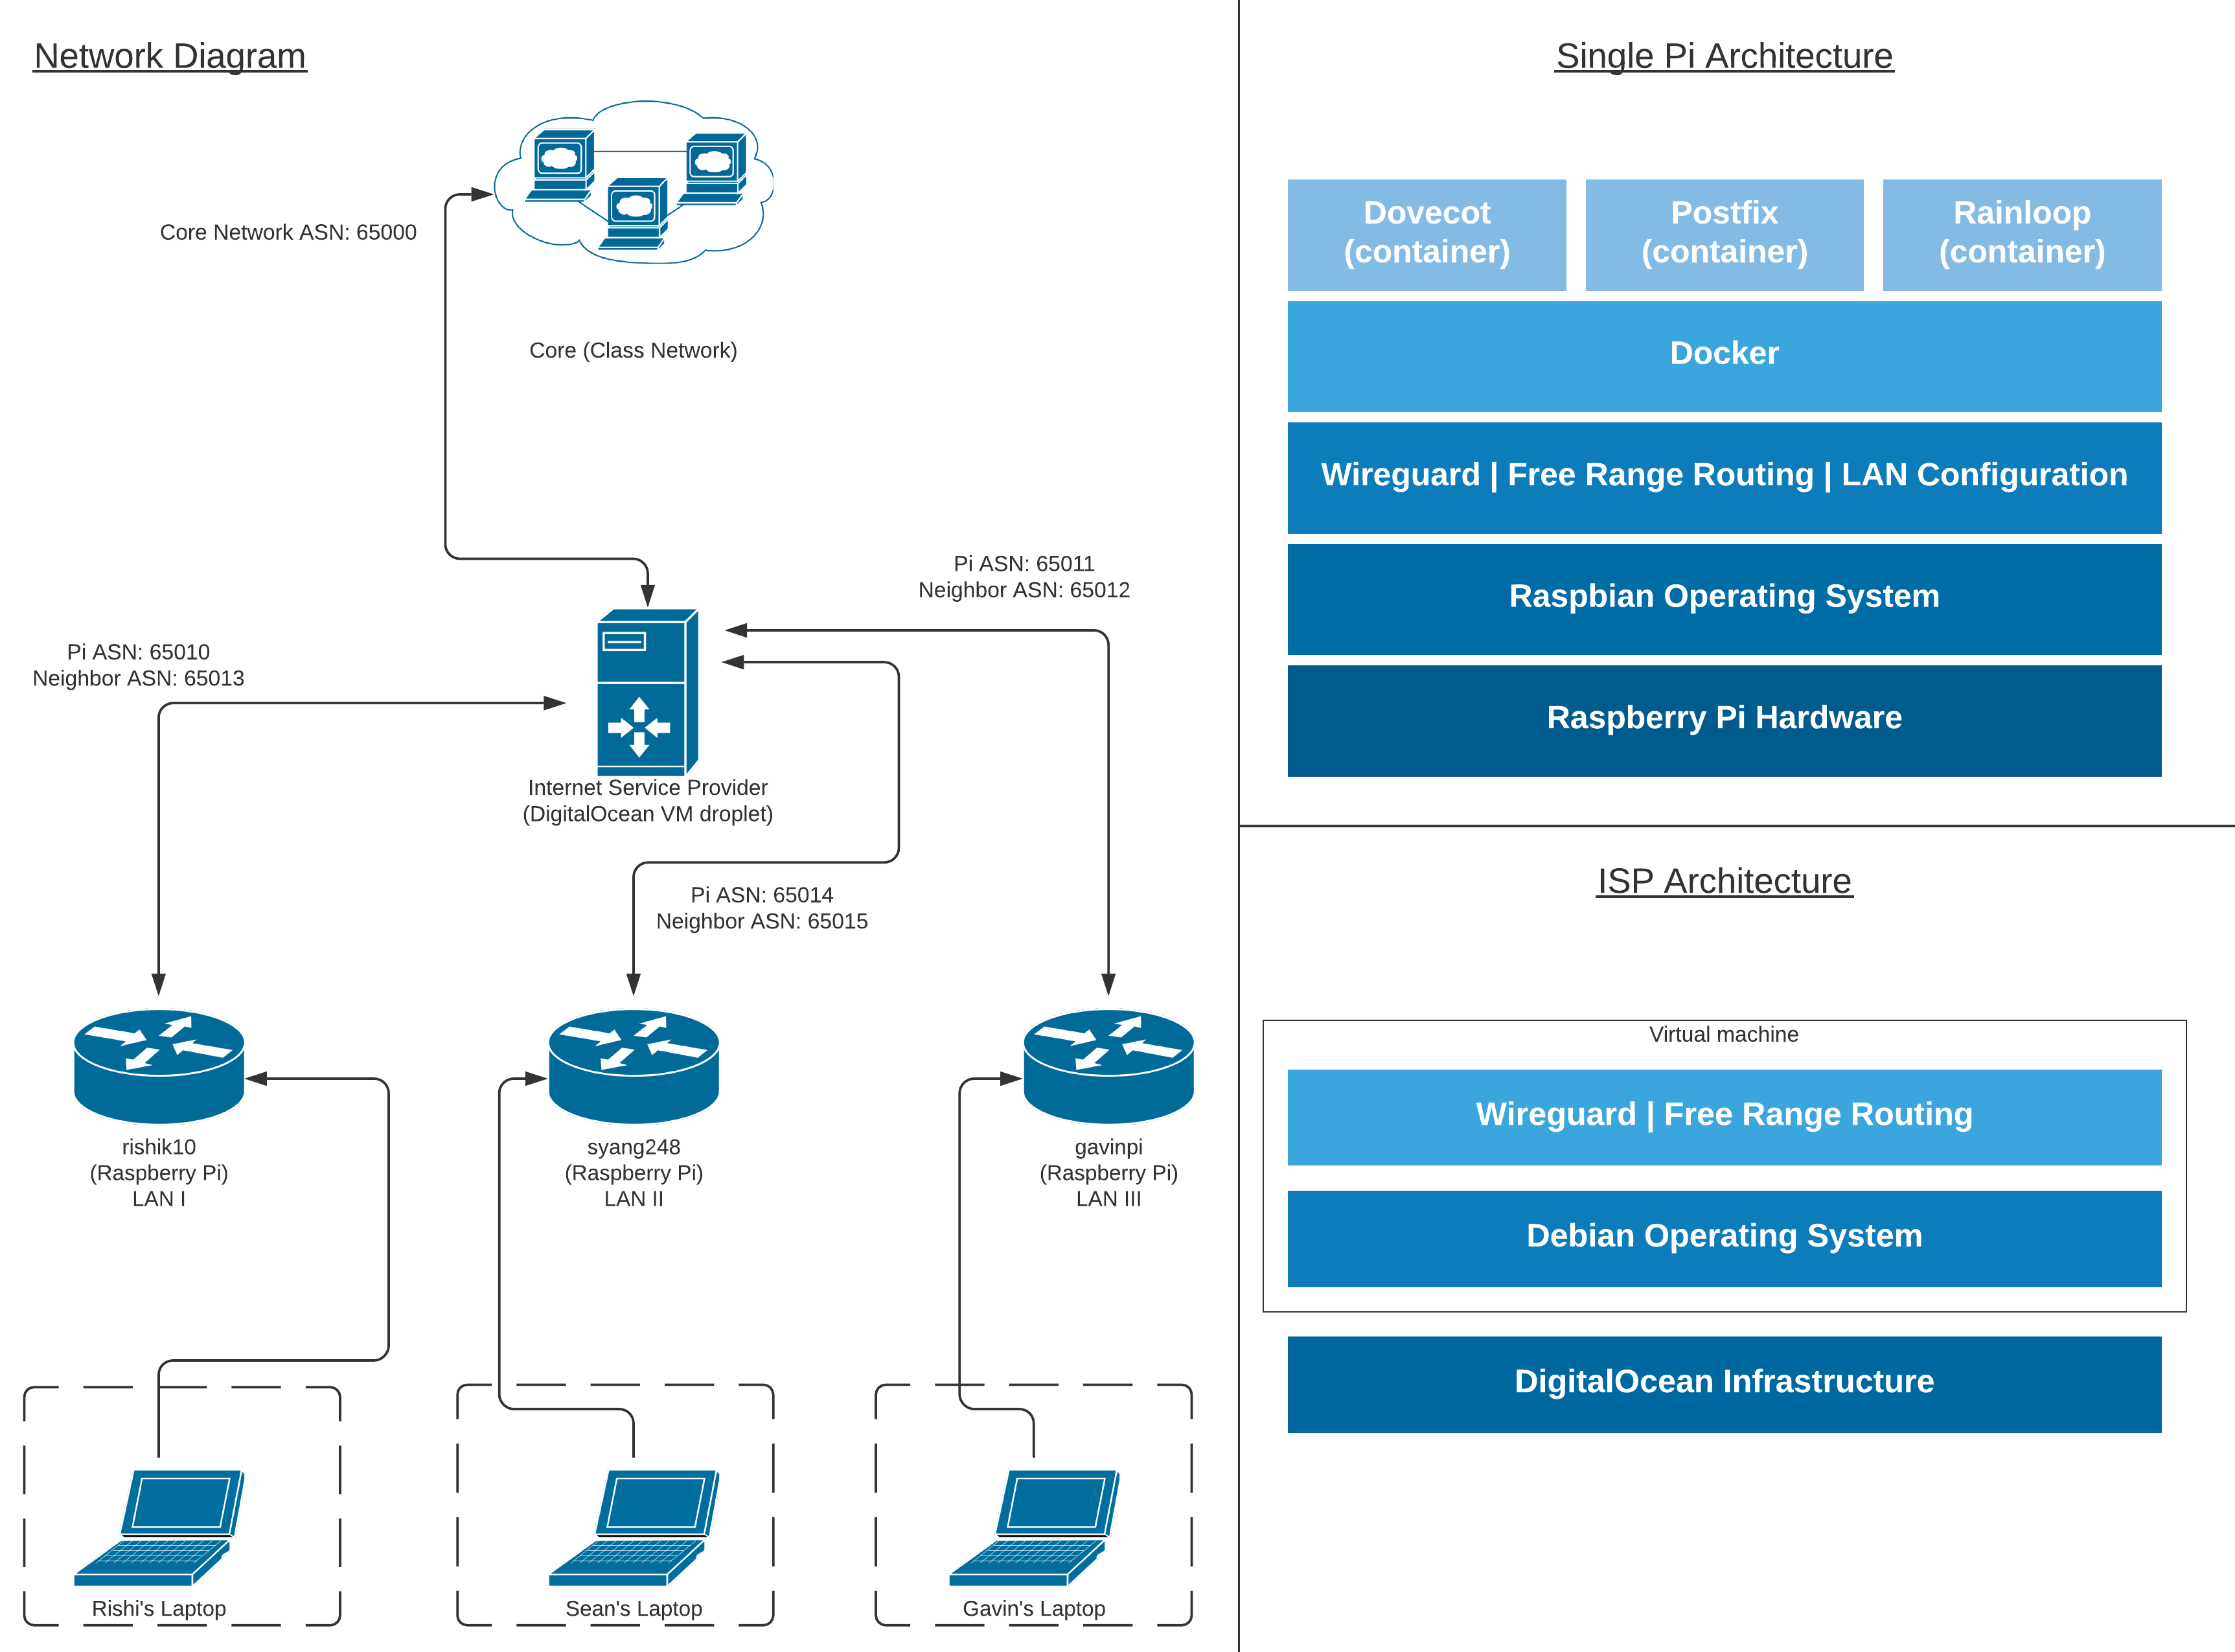 Network Diagram
Core Network ASN: 65000
Core (Class Network)
Pi ASN: 65011
Neighbor ASN: 65012
Pi ASN: 65010
Neighbor ASN: 65013
Internet Service Provider
(DigitalOcean VM droplet)
Pi ASN: 65014
Neighbor ASN: 65015
rishik10
(Raspberry Pi)
LAN I
syang248
(Raspberry Pi)
LAN II
gavinpi
(Raspberry Pi)
LAN III
Rishi's Laptop
Sean's Laptop
Gavin's Laptop
Single Pi Architecture
Dovecot
(container)
Postfix
(container)
Rainloop
(container)
Docker
Wireguard | Free Range Routing | LAN Configuration
Raspbian Operating System
Raspberry Pi Hardware
ISP Architecture
Virtual machine
Wireguard | Free Range Routing
Debian Operating System
DigitalOcean Infrastructure